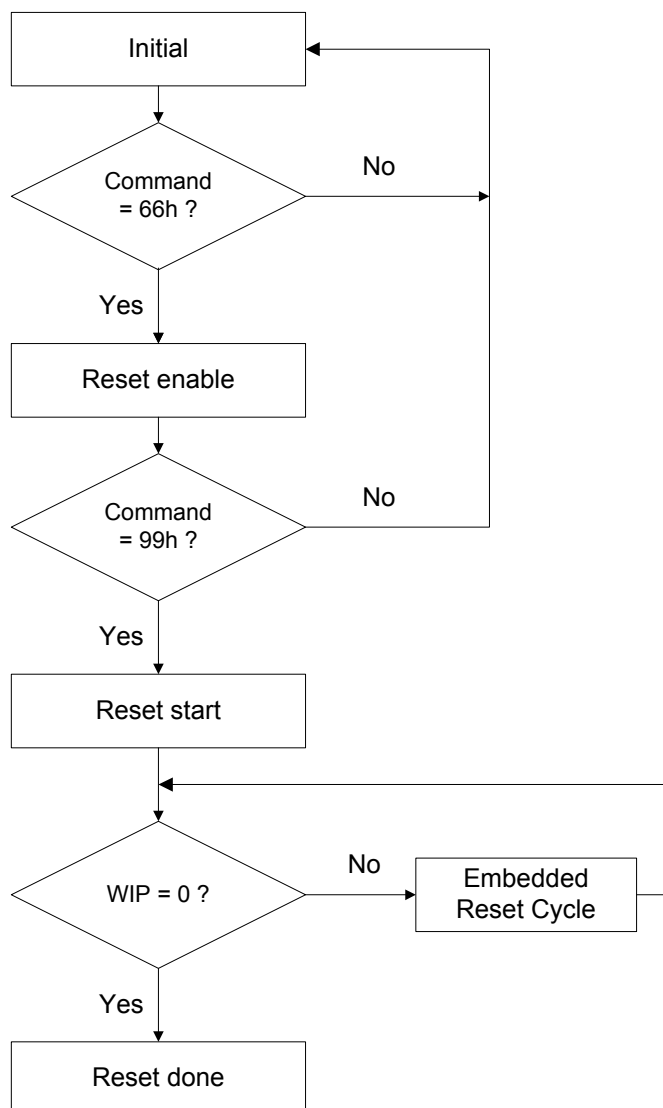 Initial
Command
= 66h ?
No
Yes
Reset enable
Command
= 99h ?
No
Yes
Reset start
WIP = 0 ?
No
Embedded
Reset Cycle
Yes
Reset done